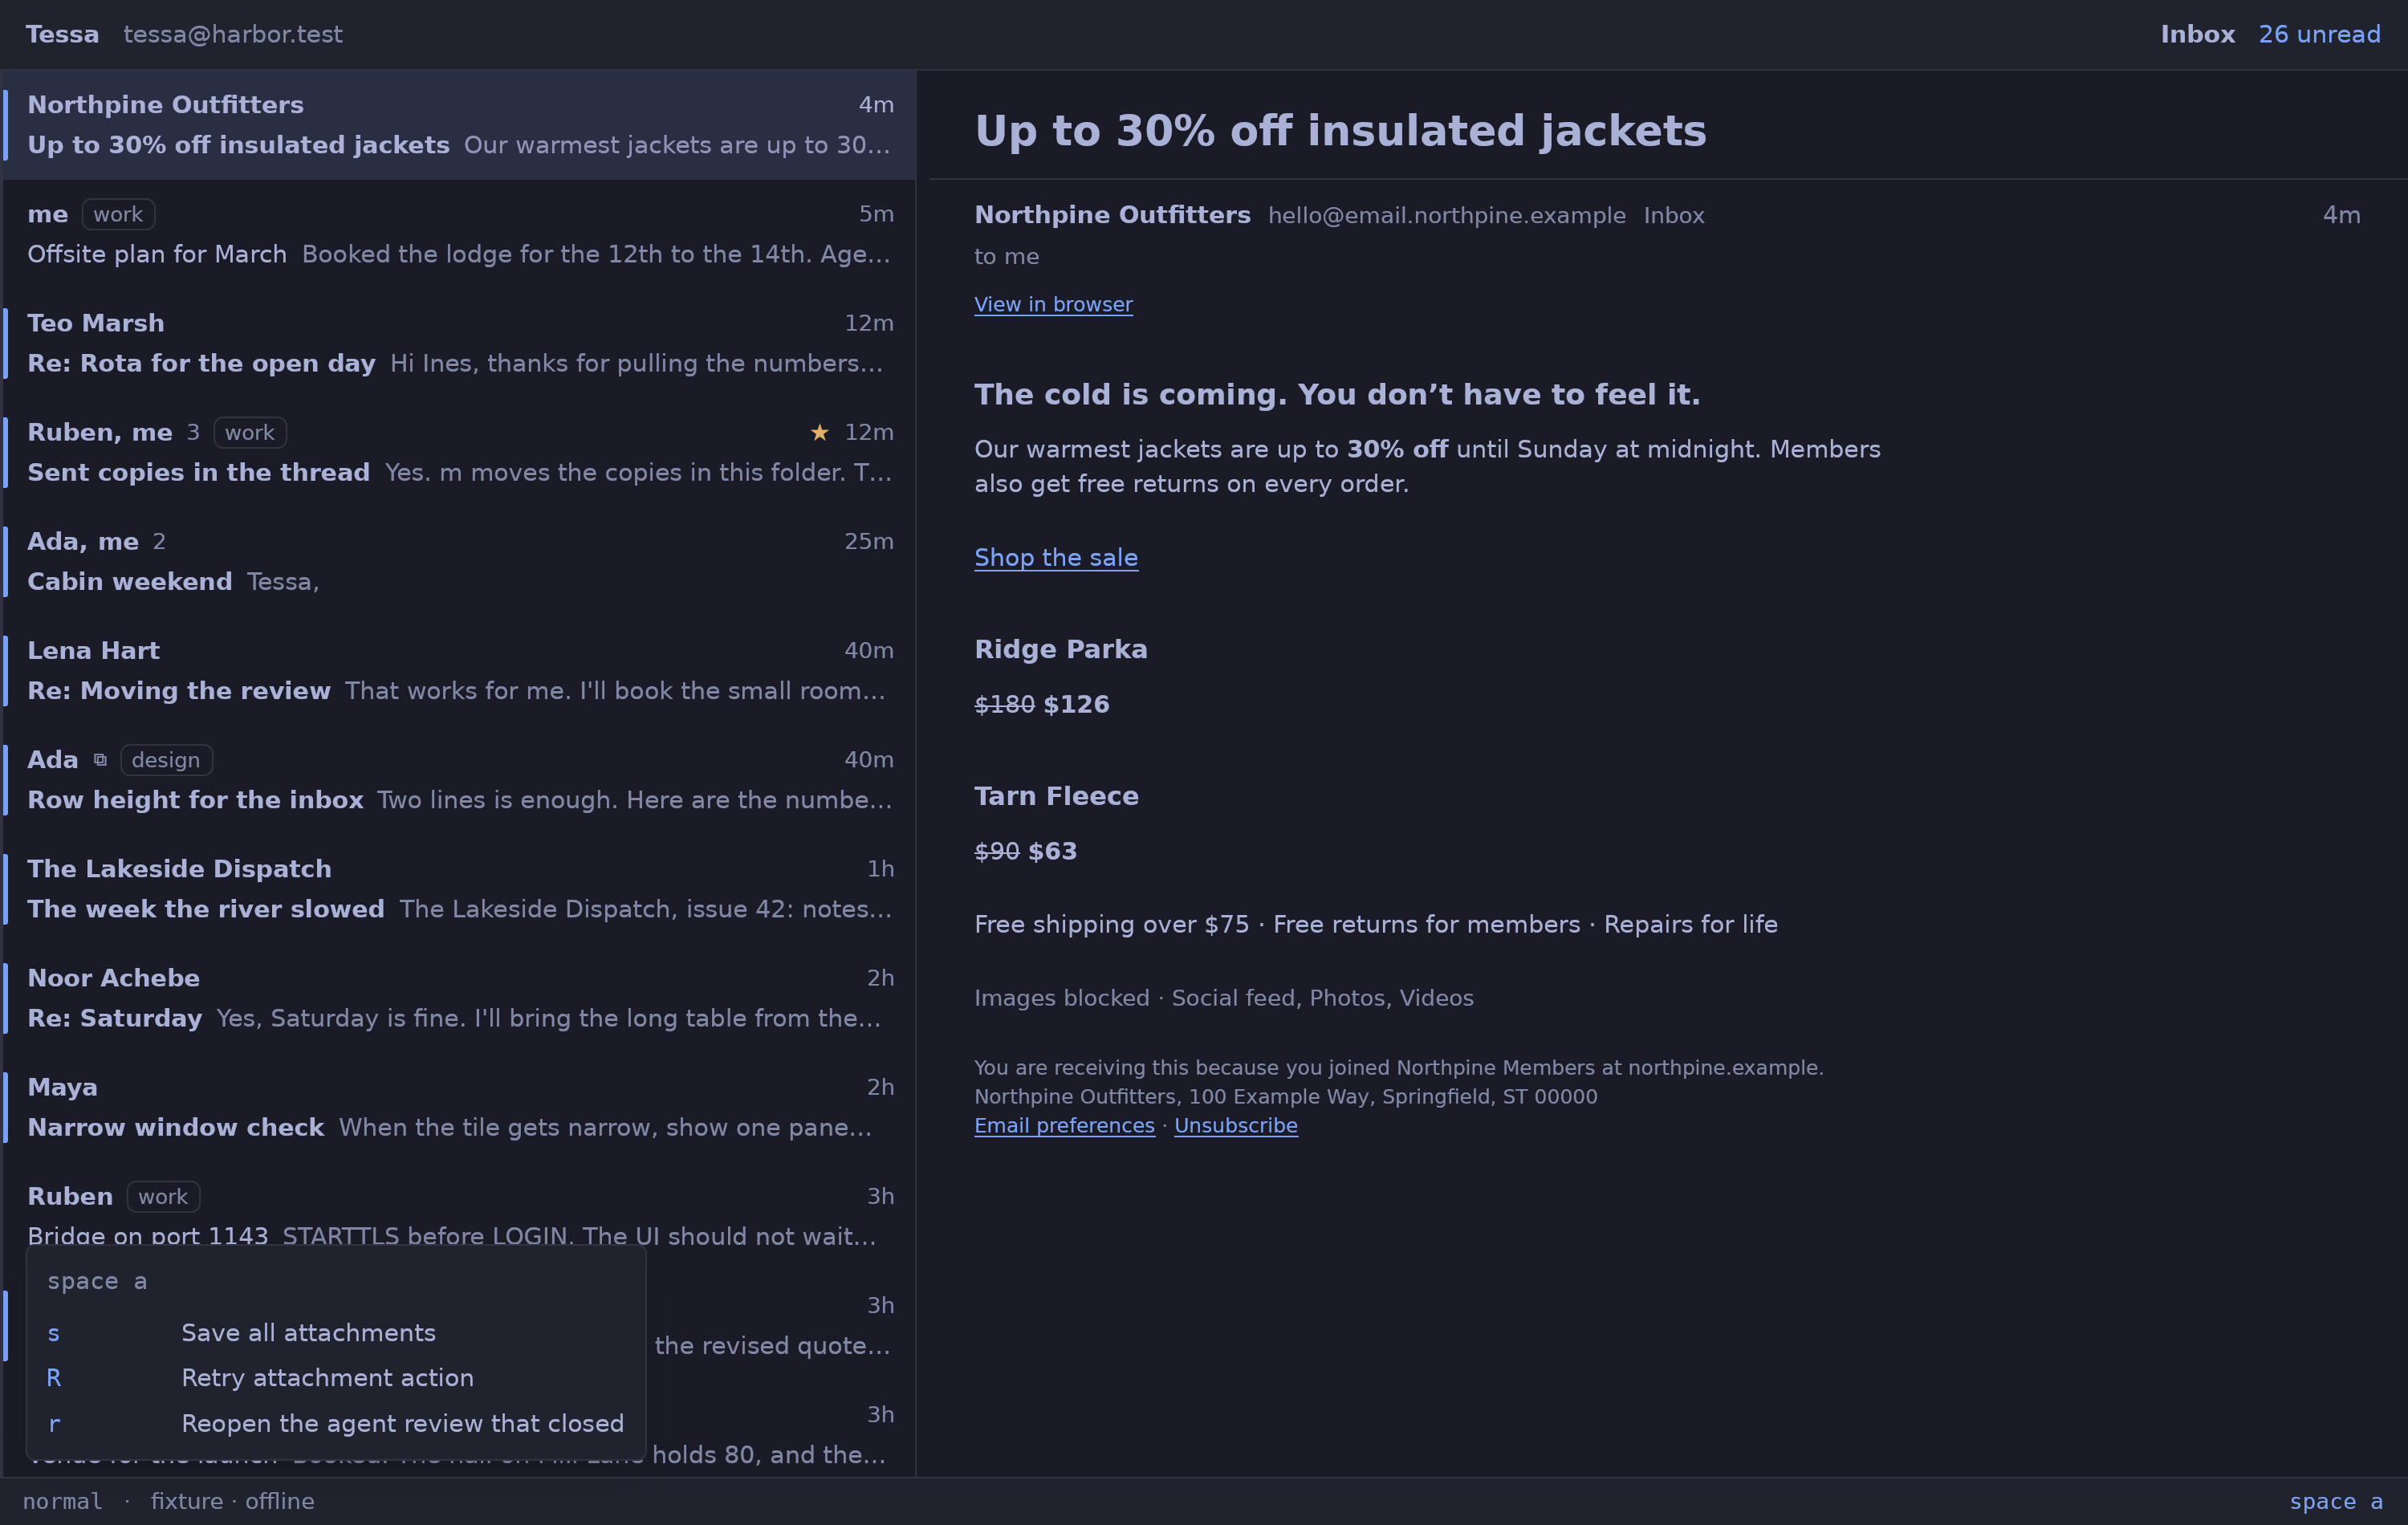 Tessa tessa@harbor.test
Inbox 26 unread
Northpine Outfitters 4m
Up to 30% off insulated jackets Our warmest jackets are up to 30…
me work 5m
Offsite plan for March Booked the lodge for the 12th to the 14th. Age…
Teo Marsh 12m
Re: Rota for the open day Hi Ines, thanks for pulling the numbers…
Ruben, me 3 work ★ 12m
Sent copies in the thread Yes. m moves the copies in this folder. T…
Ada, me 2 25m
Cabin weekend Tessa,
Lena Hart 40m
Re: Moving the review That works for me. I'll book the small room…
Ada design 40m
Row height for the inbox Two lines is enough. Here are the numbe…
The Lakeside Dispatch 1h
The week the river slowed The Lakeside Dispatch, issue 42: notes…
Noor Achebe 2h
Re: Saturday Yes, Saturday is fine. I'll bring the long table from the…
Maya 2h
Narrow window check When the tile gets narrow, show one pane…
Ruben work 3h
Bridge on port 1143 STARTTLS before LOGIN. The UI should not wait…
3h
the revised quote…
3h
holds 80, and the…
space a
s Save all attachments
R Retry attachment action
r Reopen the agent review that closed
Up to 30% off insulated jackets
Northpine Outfitters hello@email.northpine.example Inbox 4m
to me
View in browser
The cold is coming. You don’t have to feel it.
Our warmest jackets are up to 30% off until Sunday at midnight. Members
also get free returns on every order.
Shop the sale
Ridge Parka
$180 $126
Tarn Fleece
$90 $63
Free shipping over $75 · Free returns for members · Repairs for life
Images blocked · Social feed, Photos, Videos
You are receiving this because you joined Northpine Members at northpine.example.
Northpine Outfitters, 100 Example Way, Springfield, ST 00000
Email preferences · Unsubscribe
normal · fixture · offline
space a